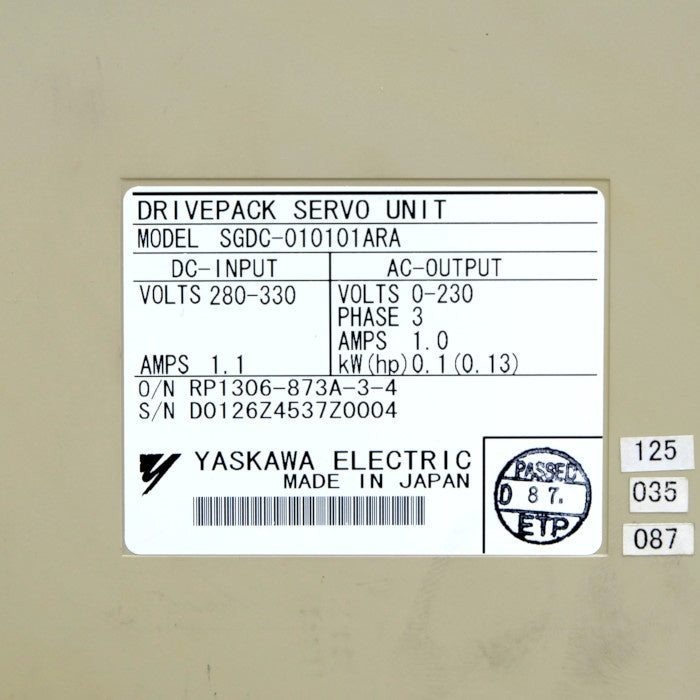 DRIVEPACK SERVO UNIT
MODEL SGDC-010101ARA
DC-INPUT
VOLTS 280-330
AMPS 1.1
AC-OUTPUT
VOLTS 0-230
PHASE 3
AMPS 1.0
kW(hp) 0.1(0.13)
O/N RP1306-873A-3-4
S/N D0126Z4537Z0004
YASKAWA ELECTRIC
MADE IN JAPAN
PASSED
D 87.
ETP
125
035
087